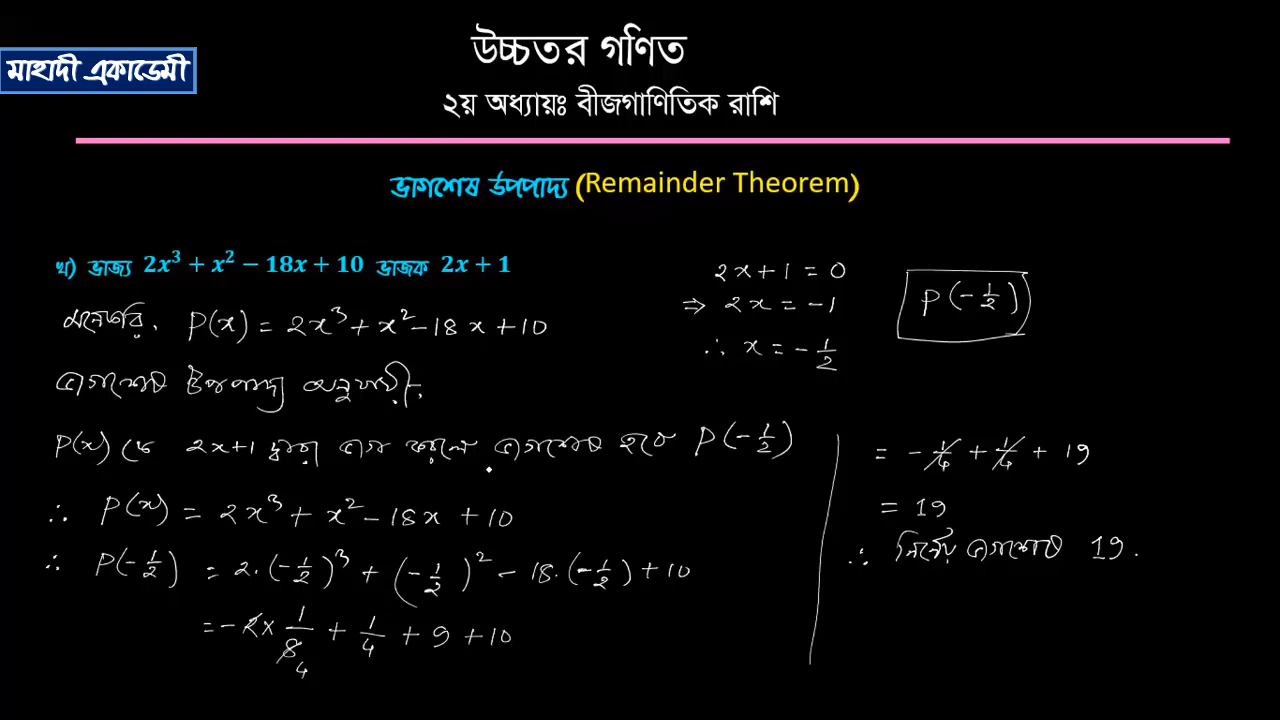 মাহাদী একাডেমী
উচ্চতর গণিত
২য় অধ্যায়ঃ বীজগাণিতিক রাশি
ভাগশেষ উপপাদ্য (Remainder Theorem)
খ) ভাজ্য 2x³ + x² − 18x + 10 ভাজক 2x + 1
মনেকরি, P(x) = 2x³ + x² − 18x + 10
ভাগশেষ উপপাদ্য অনুযায়ী,
P(x) কে 2x+1 দ্বারা ভাগ করলে ভাগশেষ হবে P(−1/2)
∴ P(x) = 2x³ + x² − 18x + 10
∴ P(−1/2) = 2·(−1/2)³ + (−1/2)² − 18·(−1/2) + 10
= −2 × 1/8 4 + 1/4 + 9 + 10
2x + 1 = 0
⇒ 2x = −1
∴ x = −1/2
P(−1/2)
= −1/4 + 1/4 + 19
= 19
∴ নির্ণেয় ভাগশেষ 19.